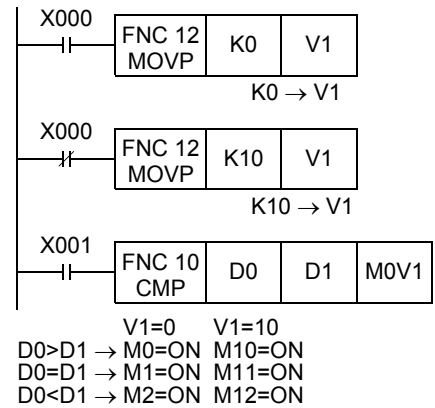 X000
FNC 12
MOVP
K0
V1
K0 → V1
X000
FNC 12
MOVP
K10
V1
K10 → V1
X001
FNC 10
CMP
D0
D1
M0V1
V1=0 V1=10
D0>D1 → M0=ON M10=ON
D0=D1 → M1=ON M11=ON
D0<D1 → M2=ON M12=ON